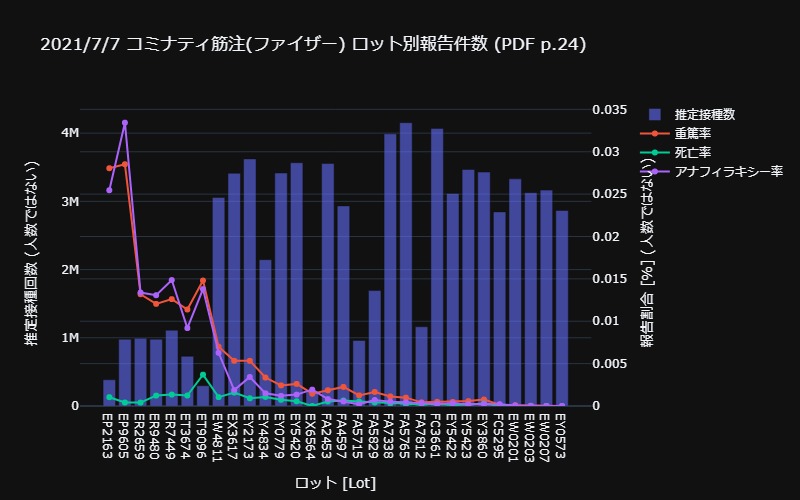 2021/7/7 コミナティ筋注(ファイザー) ロット別報告件数 (PDF p.24)
推定接種回数 (人数ではない)
4M
3M
2M
1M
0
0.035
0.03
0.025
0.02
0.015
0.01
0.005
0
報告割合 [%] (人数ではない)
推定接種数
重篤率
死亡率
アナフィラキシー率
EP2163
EP9605
ER2659
ER9480
ER7449
ET3674
ET9096
EW4811
EX3617
EY2173
EY4834
EY0779
EY5420
EX6564
FA2453
FA4597
FA5715
FA5829
FA7338
FA5765
FA7812
FC3661
EY5422
EY5423
EY3860
FC5295
EW0201
EW0203
EW0207
EY0573
ロット [Lot]